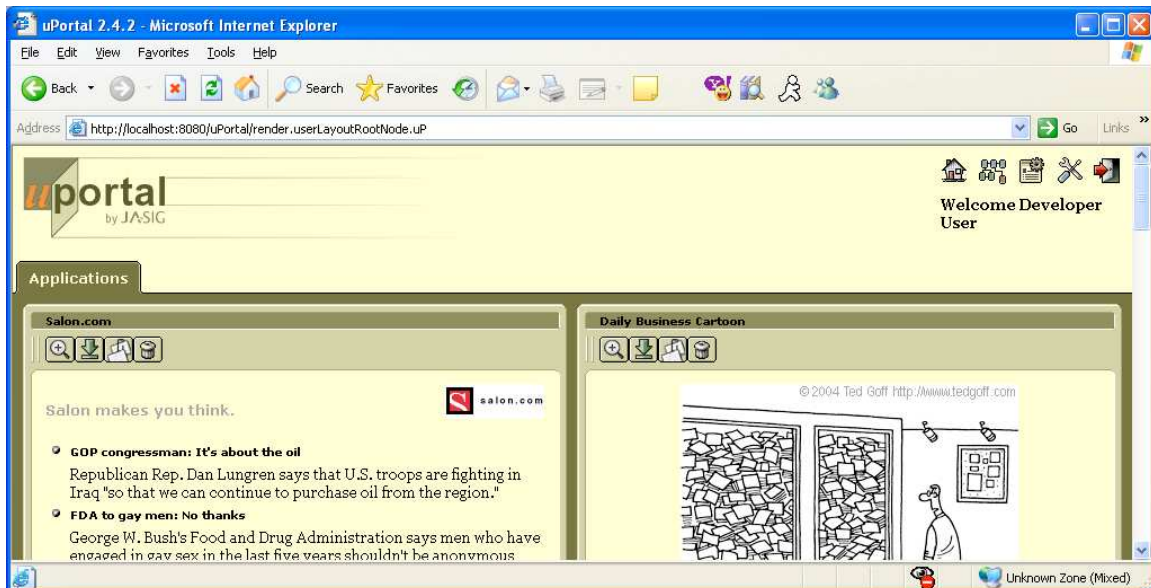 uPortal 2.4.2 - Microsoft Internet Explorer
File Edit View Favorites Tools Help
Back Search Favorites
Address http://localhost:8080/uPortal/render.userLayoutRootNode.uP Go Links »
uportal
by JA-SIG
Welcome Developer
User
Applications
Salon.com
Daily Business Cartoon
© 2004 Ted Goff http://www.tedgoff.com
Salon makes you think.
S salon.com
GOP congressman: It's about the oil
Republican Rep. Dan Lungren says that U.S. troops are fighting in
Iraq "so that we can continue to purchase oil from the region."
FDA to gay men: No thanks
George W. Bush's Food and Drug Administration says men who have
engaged in gay sex in the last five years shouldn't be anonymous
Unknown Zone (Mixed)